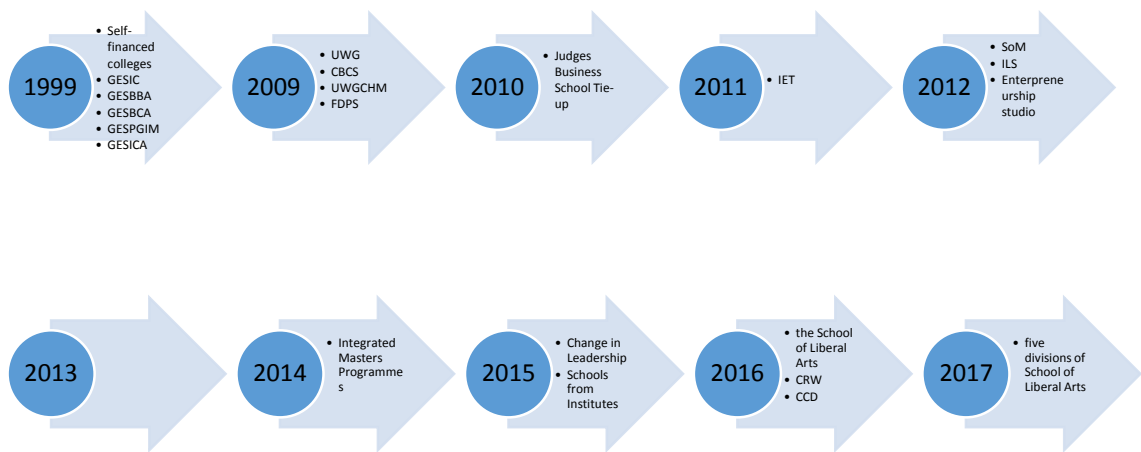 1999
• Self-
financed
colleges
• GESIC
• GESBBA
• GESBCA
• GESPGIM
• GESICA
2009
• UWG
• CBCS
• UWGCHM
• FDPS
2010
• Judges
Business
School Tie-
up
2011
• IET
2012
• SoM
• ILS
• Enterprene
urship
studio
2013
2014
• Integrated
Masters
Programme
s
2015
• Change in
Leadership
• Schools
from
Institutes
2016
• the School
of Liberal
Arts
• CRW
• CCD
2017
• five
divisions of
School of
Liberal Arts